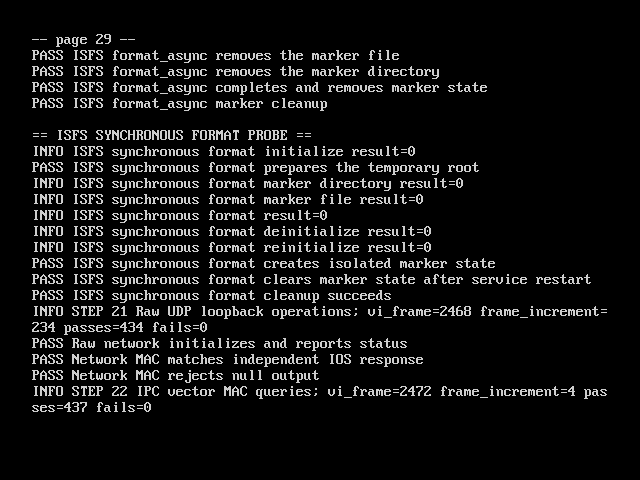 -- page 29 --
PASS ISFS format_async removes the marker file
PASS ISFS format_async removes the marker directory
PASS ISFS format_async completes and removes marker state
PASS ISFS format_async marker cleanup
== ISFS SYNCHRONOUS FORMAT PROBE ==
INFO ISFS synchronous format initialize result=0
PASS ISFS synchronous format prepares the temporary root
INFO ISFS synchronous format marker directory result=0
INFO ISFS synchronous format marker file result=0
INFO ISFS synchronous format result=0
INFO ISFS synchronous format deinitialize result=0
INFO ISFS synchronous format reinitialize result=0
PASS ISFS synchronous format creates isolated marker state
PASS ISFS synchronous format clears marker state after service restart
PASS ISFS synchronous format cleanup succeeds
INFO STEP 21 Raw UDP loopback operations; vi_frame=2468 frame_increment=
234 passes=434 fails=0
PASS Raw network initializes and reports status
PASS Network MAC matches independent IOS response
PASS Network MAC rejects null output
INFO STEP 22 IPC vector MAC queries; vi_frame=2472 frame_increment=4 pas
ses=437 fails=0